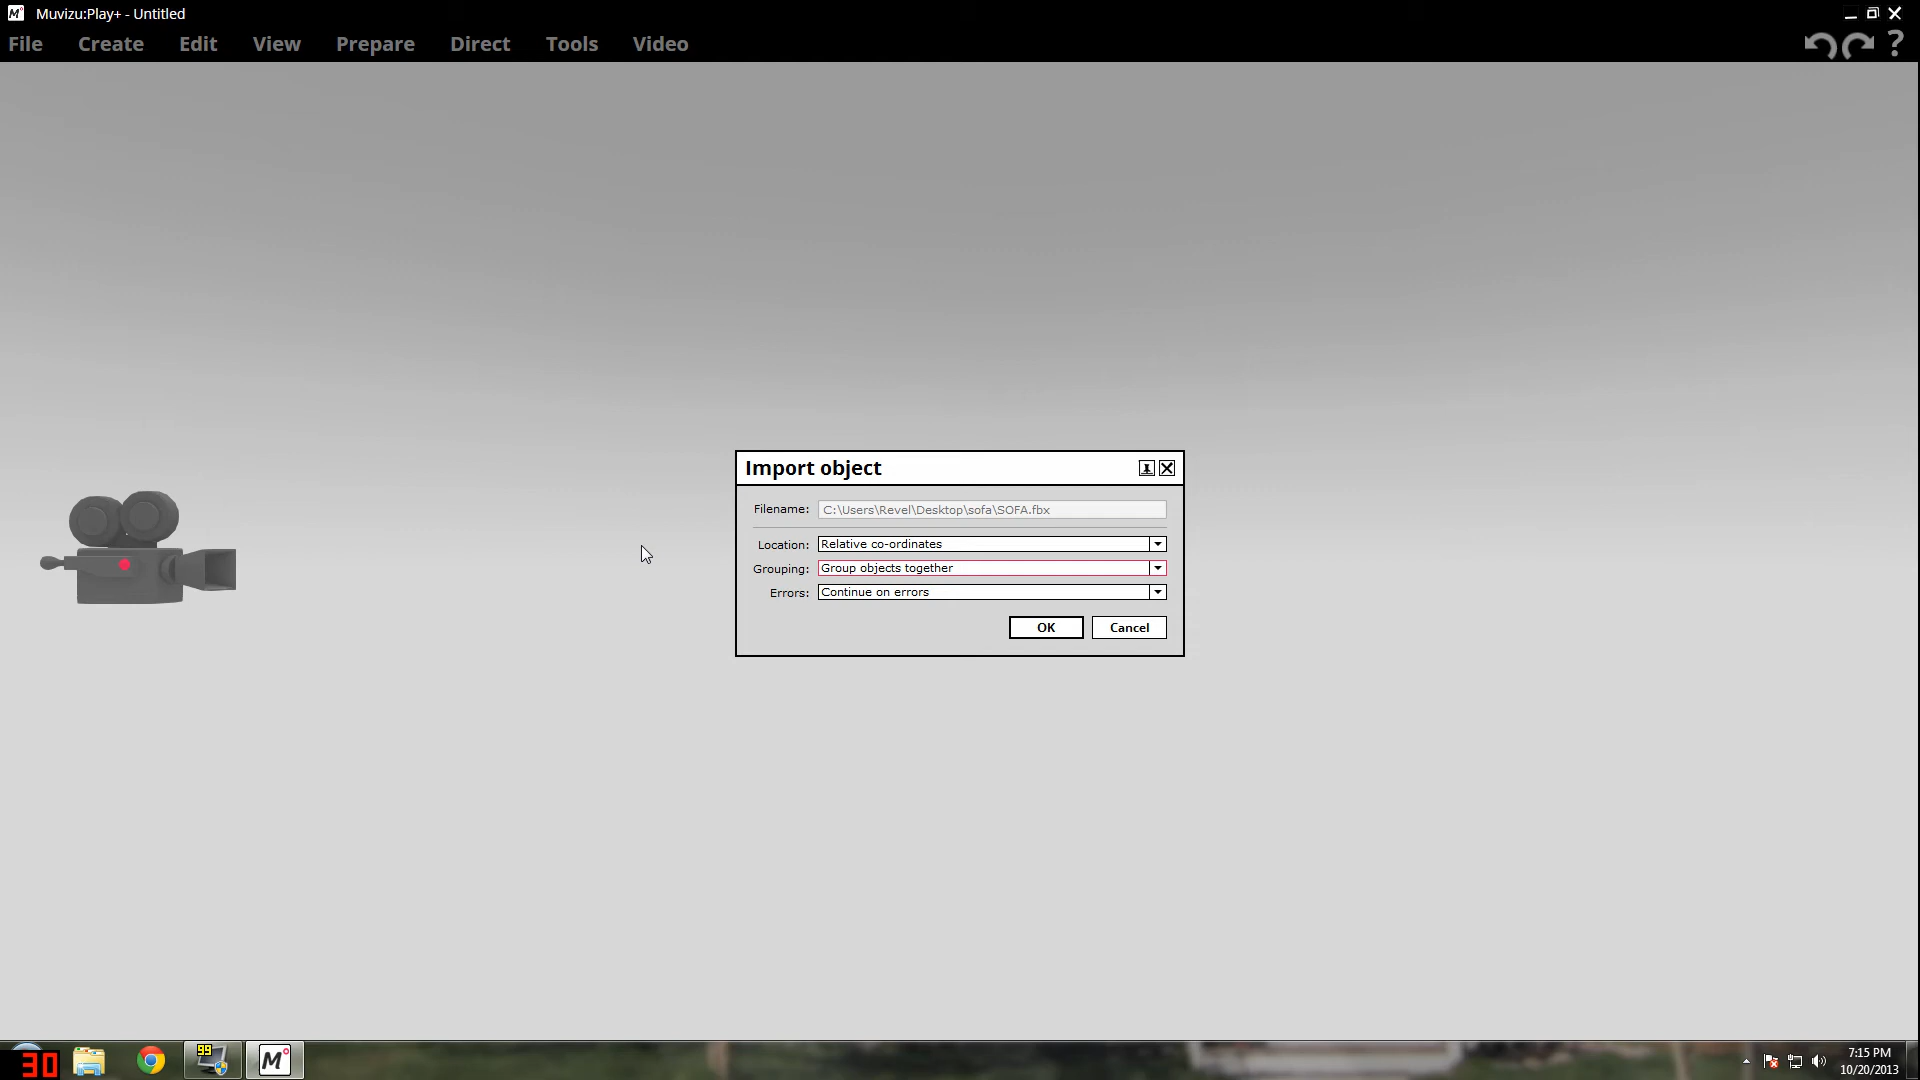 M Muvizu:Play+ - Untitled
File Create Edit View Prepare Direct Tools Video ?
Import object
Filename: C:\Users\Revel\Desktop\sofa\SOFA.fbx
Location: Relative co-ordinates
Grouping: Group objects together
Errors: Continue on errors
OK Cancel
30 99 M 7:15 PM
10/20/2013